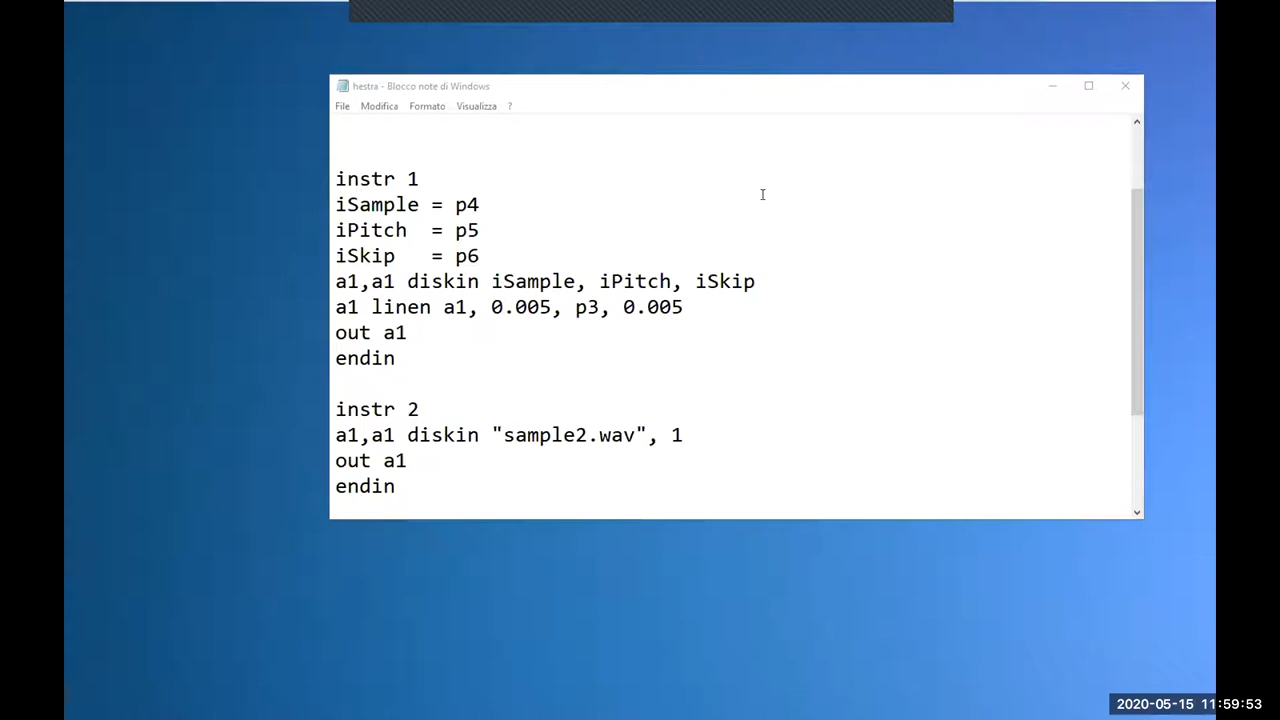 hestra - Blocco note di Windows
File Modifica Formato Visualizza ?
instr 1
iSample = p4
iPitch  = p5
iSkip   = p6
a1,a1 diskin iSample, iPitch, iSkip
a1 linen a1, 0.005, p3, 0.005
out a1
endin
instr 2
a1,a1 diskin "sample2.wav", 1
out a1
endin
2020-05-15 11:59:53